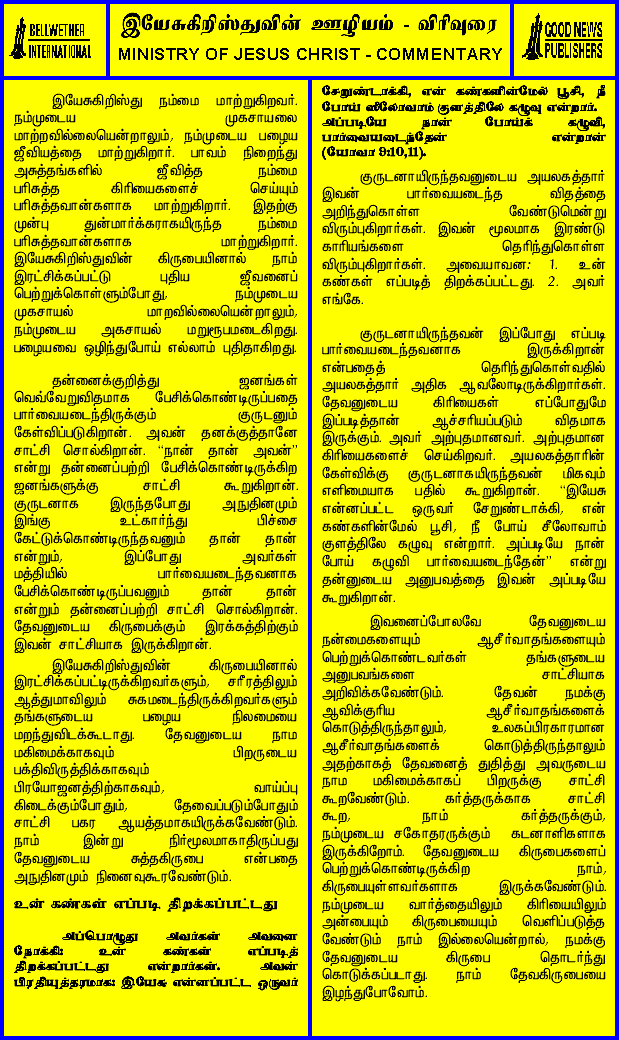 BELLWETHER
INTERNATIONAL
இயேசுகிறிஸ்துவின் ஊழியம் - விரிவுரை
MINISTRY OF JESUS CHRIST - COMMENTARY
GOOD NEWS
PUBLISHERS
இயேசுகிறிஸ்து நம்மை மாற்றுகிறவர்.
நம்முடைய முகசாயலை
மாற்றவில்லையென்றாலும், நம்முடைய பழைய
ஜீவியத்தை மாற்றுகிறார். பாவம் நிறைந்து
அசுத்தங்களில் ஜீவித்த நம்மை
பரிசுத்த கிரியைகளைச் செய்யும்
பரிசுத்தவான்களாக மாற்றுகிறார். இதற்கு
முன்பு துன்மார்க்கராகயிருந்த நம்மை
பரிசுத்தவான்களாக மாற்றுகிறார்.
இயேசுகிறிஸ்துவின் கிருபையினால் நாம்
இரட்சிக்கப்பட்டு புதிய ஜீவனைப்
பெற்றுக்கொள்ளும்போது, நம்முடைய
முகசாயல் மாறவில்லையென்றாலும்,
நம்முடைய அகசாயல் மறுரூபமடைகிறது.
பழையவை ஒழிந்துபோய் எல்லாம் புதிதாகிறது.
தன்னைக்குறித்து ஜனங்கள்
வெவ்வேறுவிதமாக பேசிக்கொண்டிருப்பதை
பார்வையடைந்திருக்கும் குருடனும்
கேள்விப்படுகிறான். அவன் தனக்குத்தானே
சாட்சி சொல்கிறான். “நான் தான் அவன்”
என்று தன்னைப்பற்றி பேசிக்கொண்டிருக்கிற
ஜனங்களுக்கு சாட்சி கூறுகிறான்.
குருடனாக இருந்தபோது அநுதினமும்
இங்கு உட்கார்ந்து பிச்சை
கேட்டுக்கொண்டிருந்தவனும் தான் தான்
என்றும், இப்போது அவர்கள்
மத்தியில் பார்வையடைந்தவனாக
பேசிக்கொண்டிருப்பவனும் தான் தான்
என்றும் தன்னைப்பற்றி சாட்சி சொல்கிறான்.
தேவனுடைய கிருபைக்கும் இரக்கத்திற்கும்
இவன் சாட்சியாக இருக்கிறான்.
இயேசுகிறிஸ்துவின் கிருபையினால்
இரட்சிக்கப்பட்டிருக்கிறவர்களும், சரீரத்திலும்
ஆத்துமாவிலும் சுகமடைந்திருக்கிறவர்களும்
தங்களுடைய பழைய நிலமையை
மறந்துவிடக்கூடாது. தேவனுடைய நாம
மகிமைக்காகவும் பிறருடைய
பக்திவிருத்திக்காகவும்
பிரயோஜனத்திற்காகவும், வாய்ப்பு
கிடைக்கும்போதும், தேவைப்படும்போதும்
சாட்சி பகர ஆயத்தமாகயிருக்கவேண்டும்.
நாம் இன்று நிர்மூலமாகாதிருப்பது
தேவனுடைய சுத்தகிருபை என்பதை
அநுதினமும் நினைவுகூரவேண்டும்.
உன் கண்கள் எப்படி திறக்கப்பட்டது
அப்பொழுது அவர்கள் அவனை
நோக்கி: உன் கண்கள் எப்படித்
திறக்கப்பட்டது என்றார்கள். அவன்
பிரதியுத்தரமாக: இயேசு என்னப்பட்ட ஒருவர்
சேறுண்டாக்கி, என் கண்களின்மேல் பூசி, நீ
போய் சிலோவாம் குளத்திலே கழுவு என்றார்.
அப்படியே நான் போய்க் கழுவி,
பார்வையடைந்தேன் என்றான்
(யோவா 9:10,11).
குருடனாயிருந்தவனுடைய அயலகத்தார்
இவன் பார்வையடைந்த விதத்தை
அறிந்துகொள்ள வேண்டுமென்று
விரும்புகிறார்கள். இவன் மூலமாக இரண்டு
காரியங்களை தெரிந்துகொள்ள
விரும்புகிறார்கள். அவையாவன: 1. உன்
கண்கள் எப்படித் திறக்கப்பட்டது. 2. அவர்
எங்கே.
குருடனாயிருந்தவன் இப்போது எப்படி
பார்வையடைந்தவனாக இருக்கிறான்
என்பதைத் தெரிந்துகொள்வதில்
அயலகத்தார் அதிக ஆவலோடிருக்கிறார்கள்.
தேவனுடைய கிரியைகள் எப்போதுமே
இப்படித்தான் ஆச்சரியப்படும் விதமாக
இருக்கும். அவர் அற்புதமானவர். அற்புதமான
கிரியைகளைச் செய்கிறவர். அயலகத்தாரின்
கேள்விக்கு குருடனாகயிருந்தவன் மிகவும்
எளிமையாக பதில் கூறுகிறான். “இயேசு
என்னப்பட்ட ஒருவர் சேறுண்டாக்கி, என்
கண்களின்மேல் பூசி, நீ போய் சீலோவாம்
குளத்திலே கழுவு என்றார். அப்படியே நான்
போய் கழுவி பார்வையடைந்தேன்” என்று
தன்னுடைய அனுபவத்தை இவன் அப்படியே
கூறுகிறான்.
இவனைப்போலவே தேவனுடைய
நன்மைகளையும் ஆசீர்வாதங்களையும்
பெற்றுக்கொண்டவர்கள் தங்களுடைய
அனுபவங்களை சாட்சியாக
அறிவிக்கவேண்டும். தேவன் நமக்கு
ஆவிக்குரிய ஆசீர்வாதங்களைக்
கொடுத்திருந்தாலும், உலகப்பிரகாரமான
ஆசீர்வாதங்களைக் கொடுத்திருந்தாலும்
அதற்காகத் தேவனைத் துதித்து அவருடைய
நாம மகிமைக்காகப் பிறருக்கு சாட்சி
கூறவேண்டும். கர்த்தருக்காக சாட்சி
கூற, நாம் கர்த்தருக்கும்,
நம்முடைய சகோதரருக்கும் கடனாளிகளாக
இருக்கிறோம். தேவனுடைய கிருபைகளைப்
பெற்றுக்கொண்டிருக்கிற நாம்,
கிருபையுள்ளவர்களாக இருக்கவேண்டும்.
நம்முடைய வார்த்தையிலும் கிரியையிலும்
அன்பையும் கிருபையையும் வெளிப்படுத்த
வேண்டும் நாம் இல்லையென்றால், நமக்கு
தேவனுடைய கிருபை தொடர்ந்து
கொடுக்கப்படாது. நாம் தேவகிருபையை
இழந்துபோவோம்.